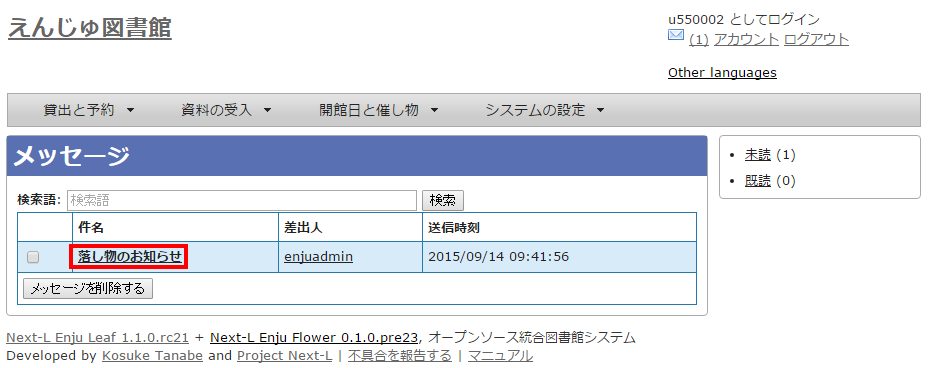 えんじゅ図書館
u550002 としてログイン
(1) アカウント ログアウト
Other languages
貸出と予約 資料の受入 開館日と催し物 システムの設定
メッセージ
検索語: 検索語 検索
件名 差出人 送信時刻
落し物のお知らせ enjuadmin 2015/09/14 09:41:56
メッセージを削除する
未読 (1)
既読 (0)
Next-L Enju Leaf 1.1.0.rc21 + Next-L Enju Flower 0.1.0.pre23, オープンソース統合図書館システム
Developed by Kosuke Tanabe and Project Next-L | 不具合を報告する | マニュアル